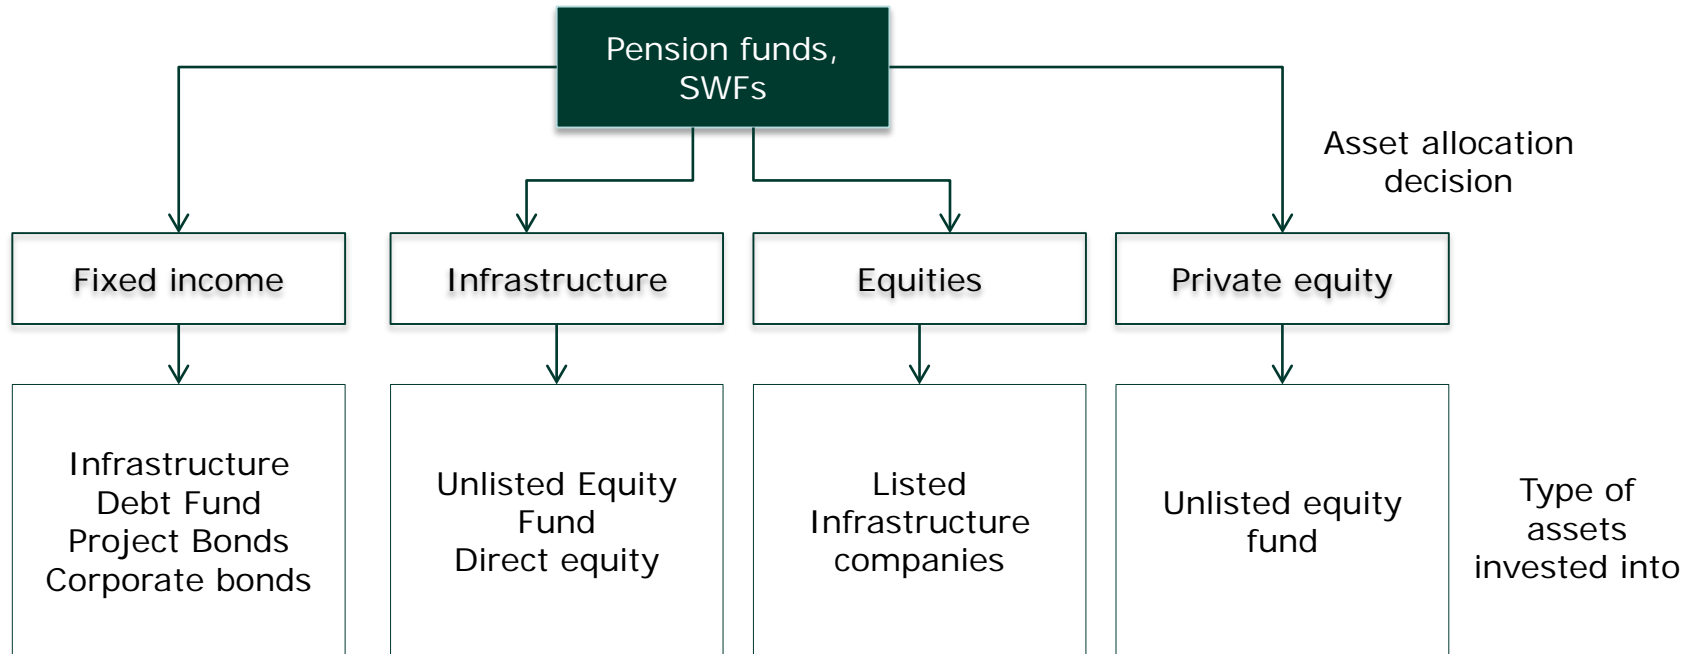 Pension funds,
SWFs
Asset allocation
decision
Fixed income
Infrastructure
Equities
Private equity
Infrastructure
Debt Fund
Project Bonds
Corporate bonds
Unlisted Equity
Fund
Direct equity
Listed
Infrastructure
companies
Unlisted equity
fund
Type of
assets
invested into